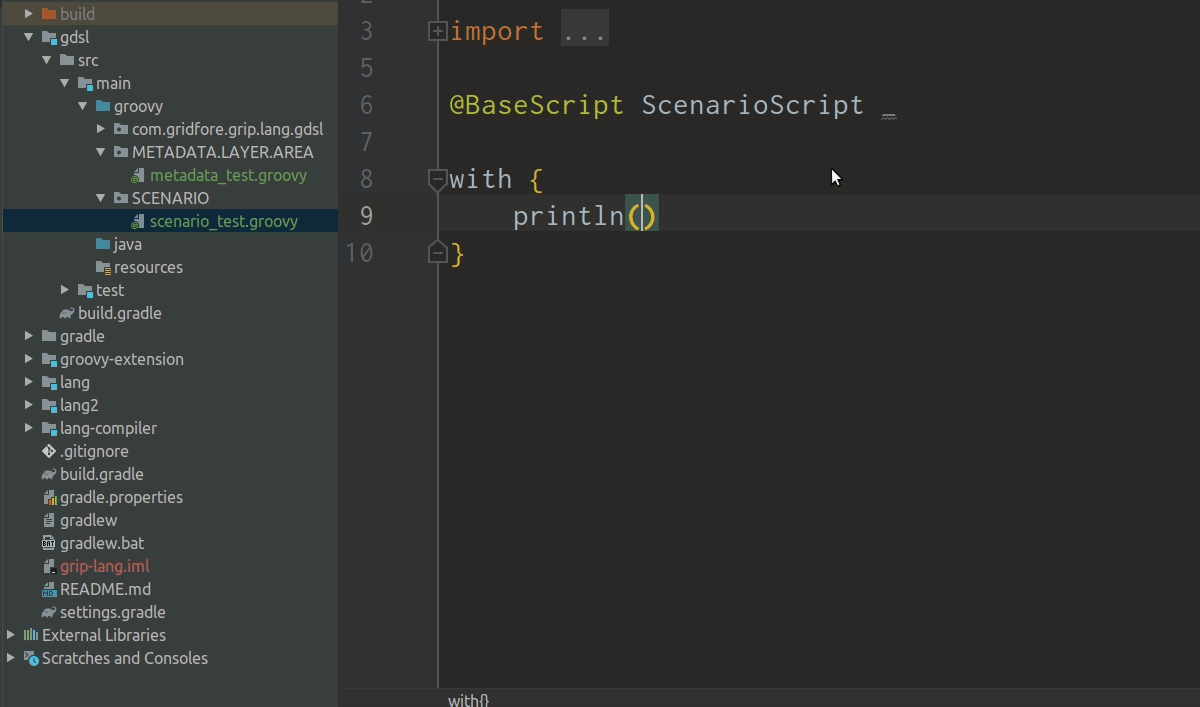 build
gdsl
src
main
groovy
com.gridfore.grip.lang.gdsl
METADATA.LAYER.AREA
metadata_test.groovy
SCENARIO
scenario_test.groovy
java
resources
test
build.gradle
gradle
groovy-extension
lang
lang2
lang-compiler
.gitignore
build.gradle
gradle.properties
gradlew
gradlew.bat
grip-lang.iml
README.md
settings.gradle
External Libraries
Scratches and Consoles
3 import ...
5
6 @BaseScript ScenarioScript _
7
8 with {
9 println()
10 }
with{}